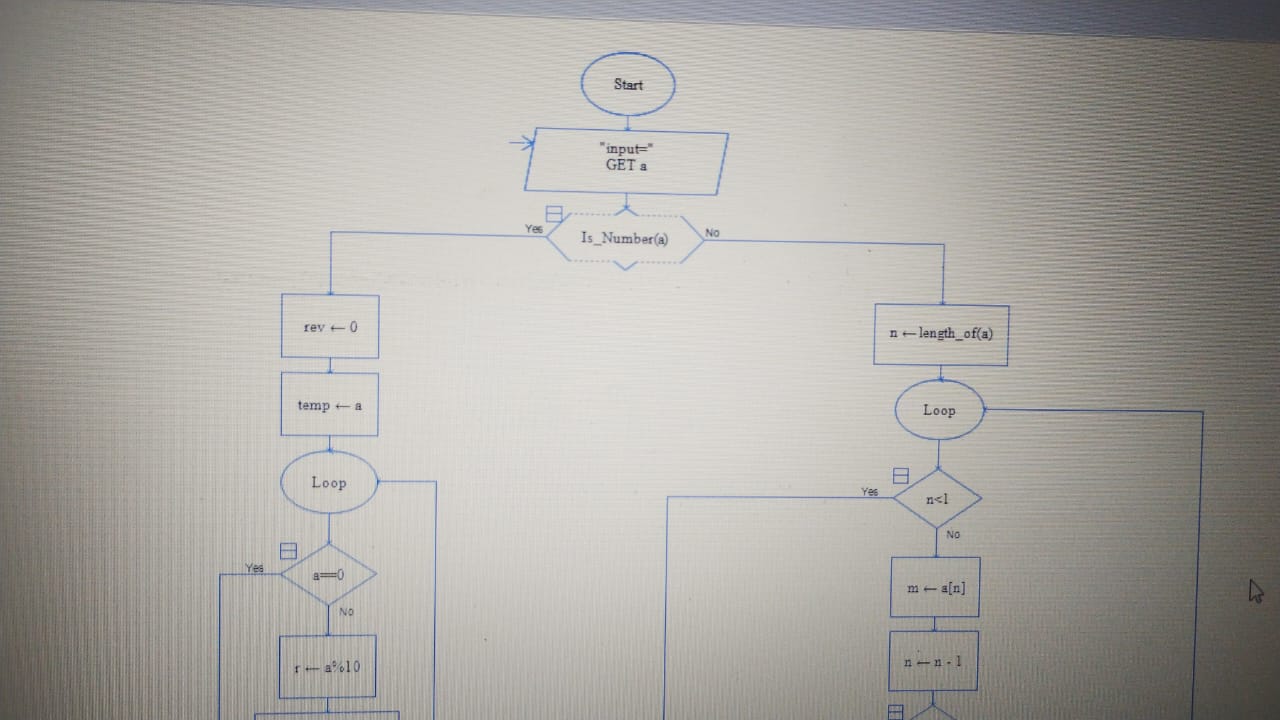 Start
"input="
GET a
Is_Number(a)
Yes
No
rev ← 0
temp ← a
Loop
a==0
Yes
No
r ← a%10
n ← length_of(a)
Loop
n<1
Yes
No
m ← a[n]
n ← n - 1